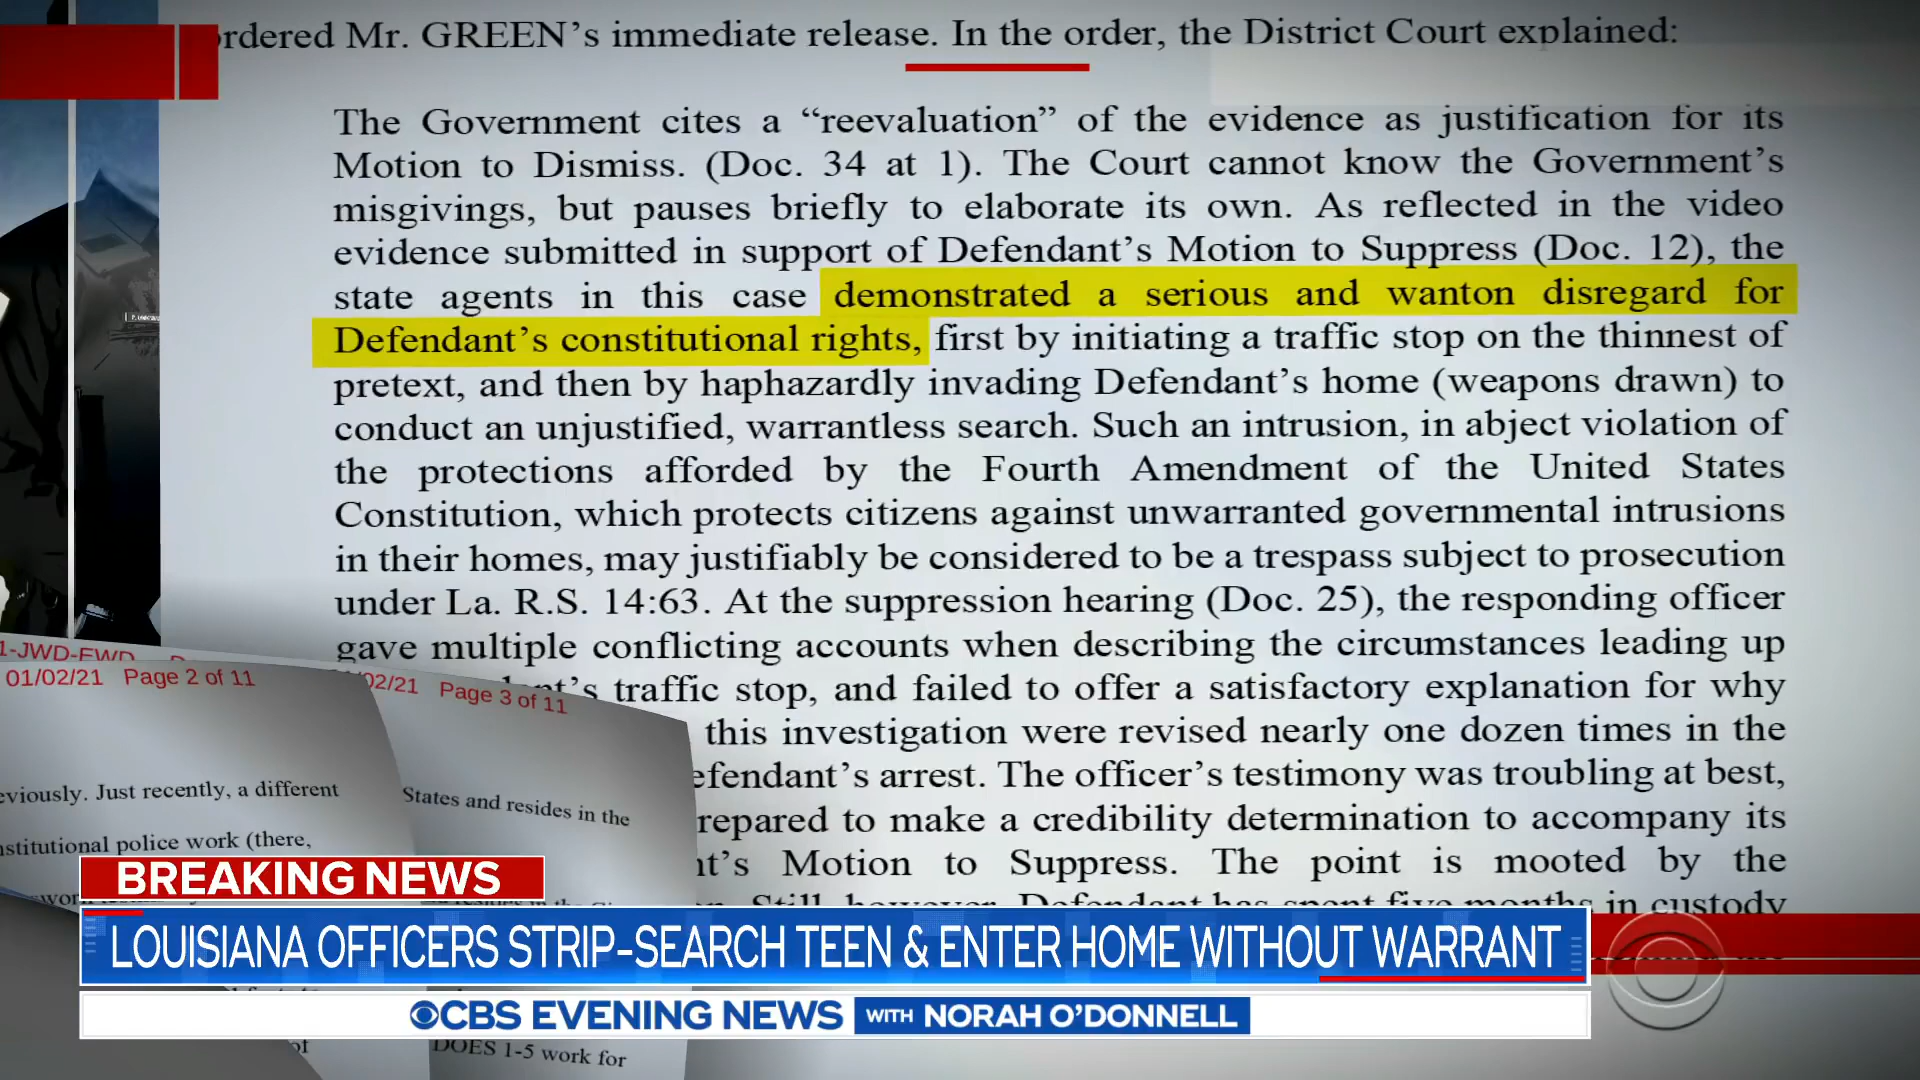 rdered Mr. GREEN's immediate release. In the order, the District Court explained:
The Government cites a “reevaluation” of the evidence as justification for its
Motion to Dismiss. (Doc. 34 at 1). The Court cannot know the Government's
misgivings, but pauses briefly to elaborate its own. As reflected in the video
evidence submitted in support of Defendant's Motion to Suppress (Doc. 12), the
state agents in this case demonstrated a serious and wanton disregard for
Defendant's constitutional rights, first by initiating a traffic stop on the thinnest of
pretext, and then by haphazardly invading Defendant's home (weapons drawn) to
conduct an unjustified, warrantless search. Such an intrusion, in abject violation of
the protections afforded by the Fourth Amendment of the United States
Constitution, which protects citizens against unwarranted governmental intrusions
in their homes, may justifiably be considered to be a trespass subject to prosecution
under La. R.S. 14:63. At the suppression hearing (Doc. 25), the responding officer
gave multiple conflicting accounts when describing the circumstances leading up
nt's traffic stop, and failed to offer a satisfactory explanation for why
this investigation were revised nearly one dozen times in the
efendant's arrest. The officer's testimony was troubling at best,
repared to make a credibility determination to accompany its
nt's Motion to Suppress. The point is mooted by the
Still, however, Defendant has spent five months in custody
1-JWD-EWD
01/02/21 Page 2 of 11
eviously. Just recently, a different
nstitutional police work (there,
02/21 Page 3 of 11
States and resides in the
DOES 1-5 work for
of
BREAKING NEWS
LOUISIANA OFFICERS STRIP-SEARCH TEEN & ENTER HOME WITHOUT WARRANT
CBS EVENING NEWS WITH NORAH O'DONNELL